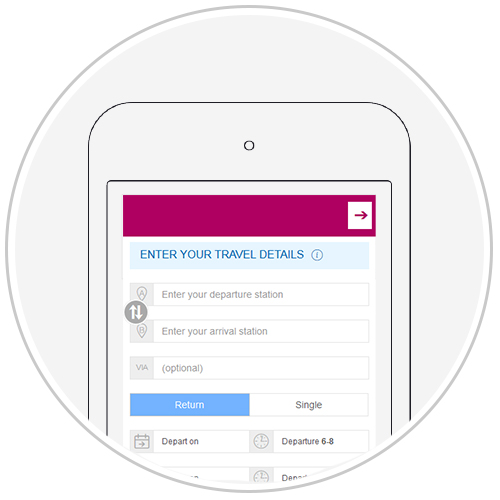 ENTER YOUR TRAVEL DETAILS i
A Enter your departure station
B Enter your arrival station
VIA (optional)
Return Single
Depart on Departure 6-8